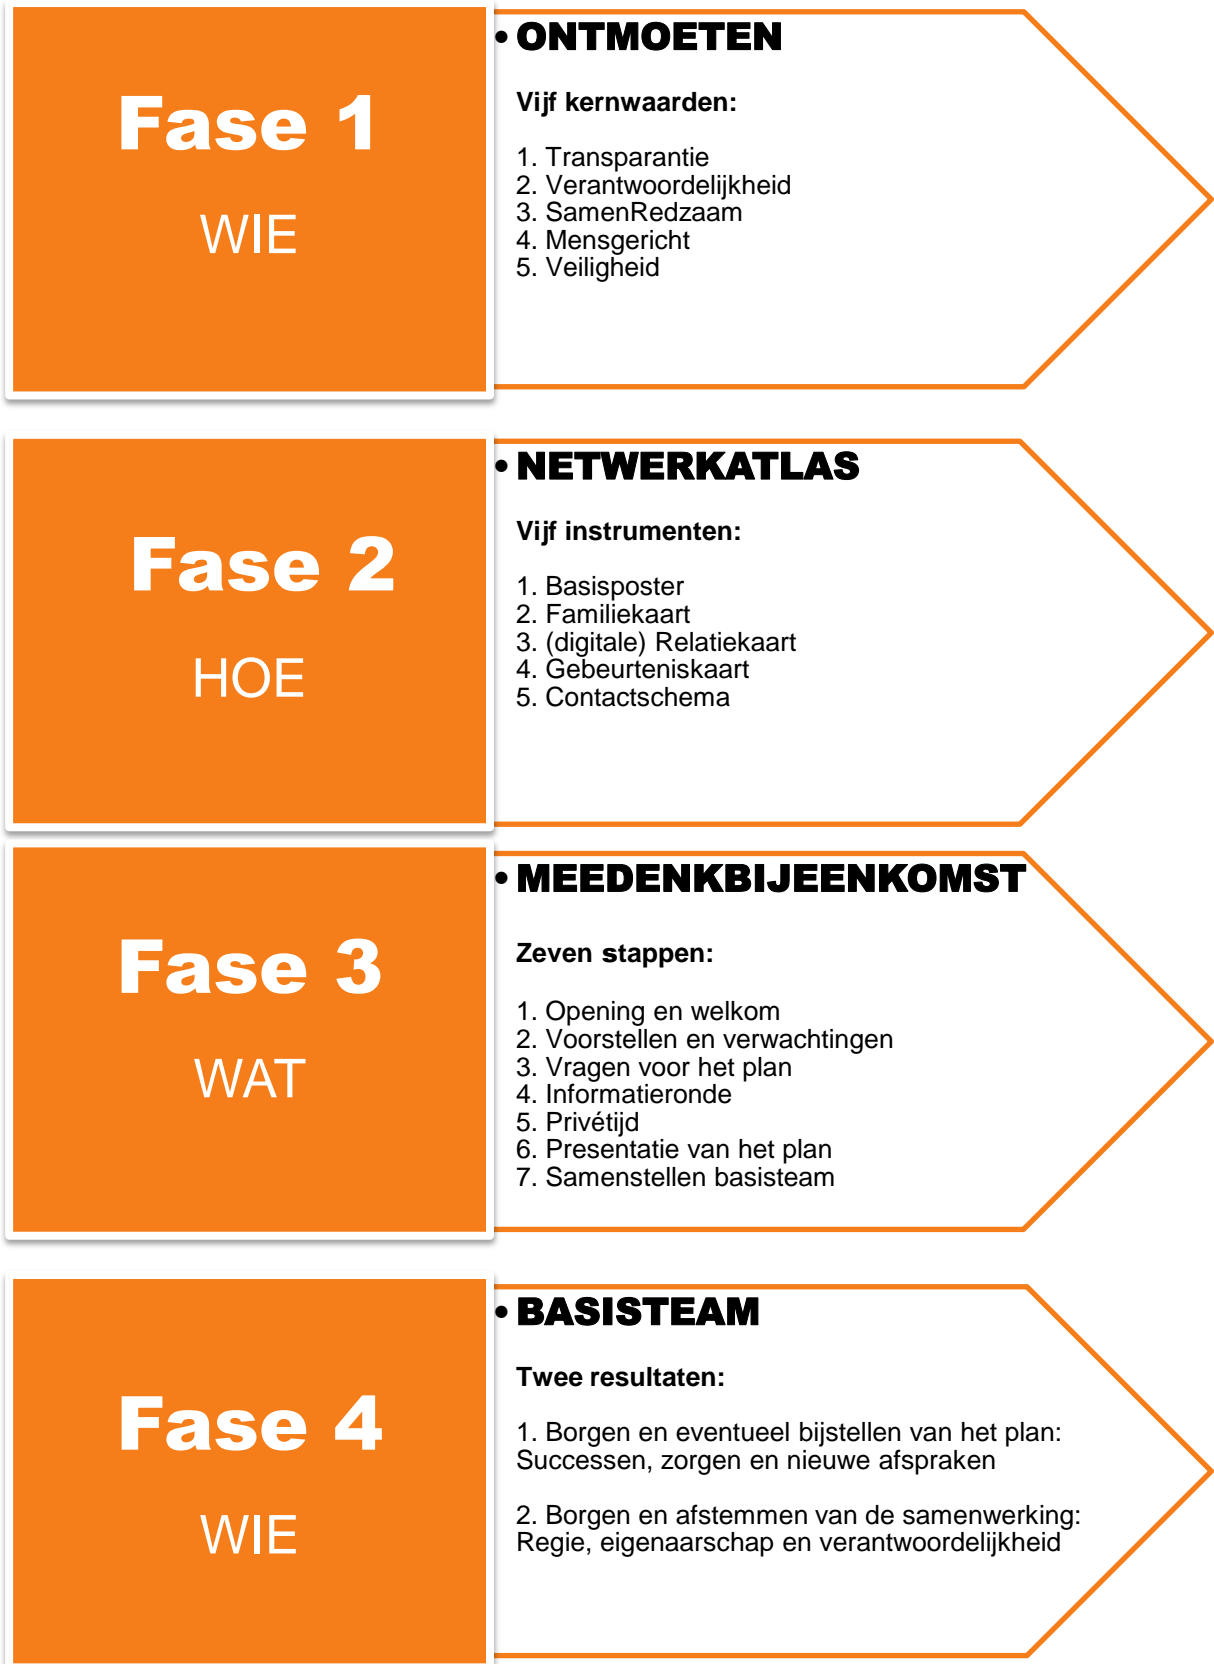 Fase 1
WIE
• ONTMOETEN
Vijf kernwaarden:
1. Transparantie
2. Verantwoordelijkheid
3. SamenRedzaam
4. Mensgericht
5. Veiligheid
Fase 2
HOE
• NETWERKATLAS
Vijf instrumenten:
1. Basisposter
2. Familiekaart
3. (digitale) Relatiekaart
4. Gebeurteniskaart
5. Contactschema
Fase 3
WAT
• MEEDENKBIJEENKOMST
Zeven stappen:
1. Opening en welkom
2. Voorstellen en verwachtingen
3. Vragen voor het plan
4. Informatieronde
5. Privétijd
6. Presentatie van het plan
7. Samenstellen basisteam
Fase 4
WIE
• BASISTEAM
Twee resultaten:
1. Borgen en eventueel bijstellen van het plan:
Successen, zorgen en nieuwe afspraken
2. Borgen en afstemmen van de samenwerking:
Regie, eigenaarschap en verantwoordelijkheid